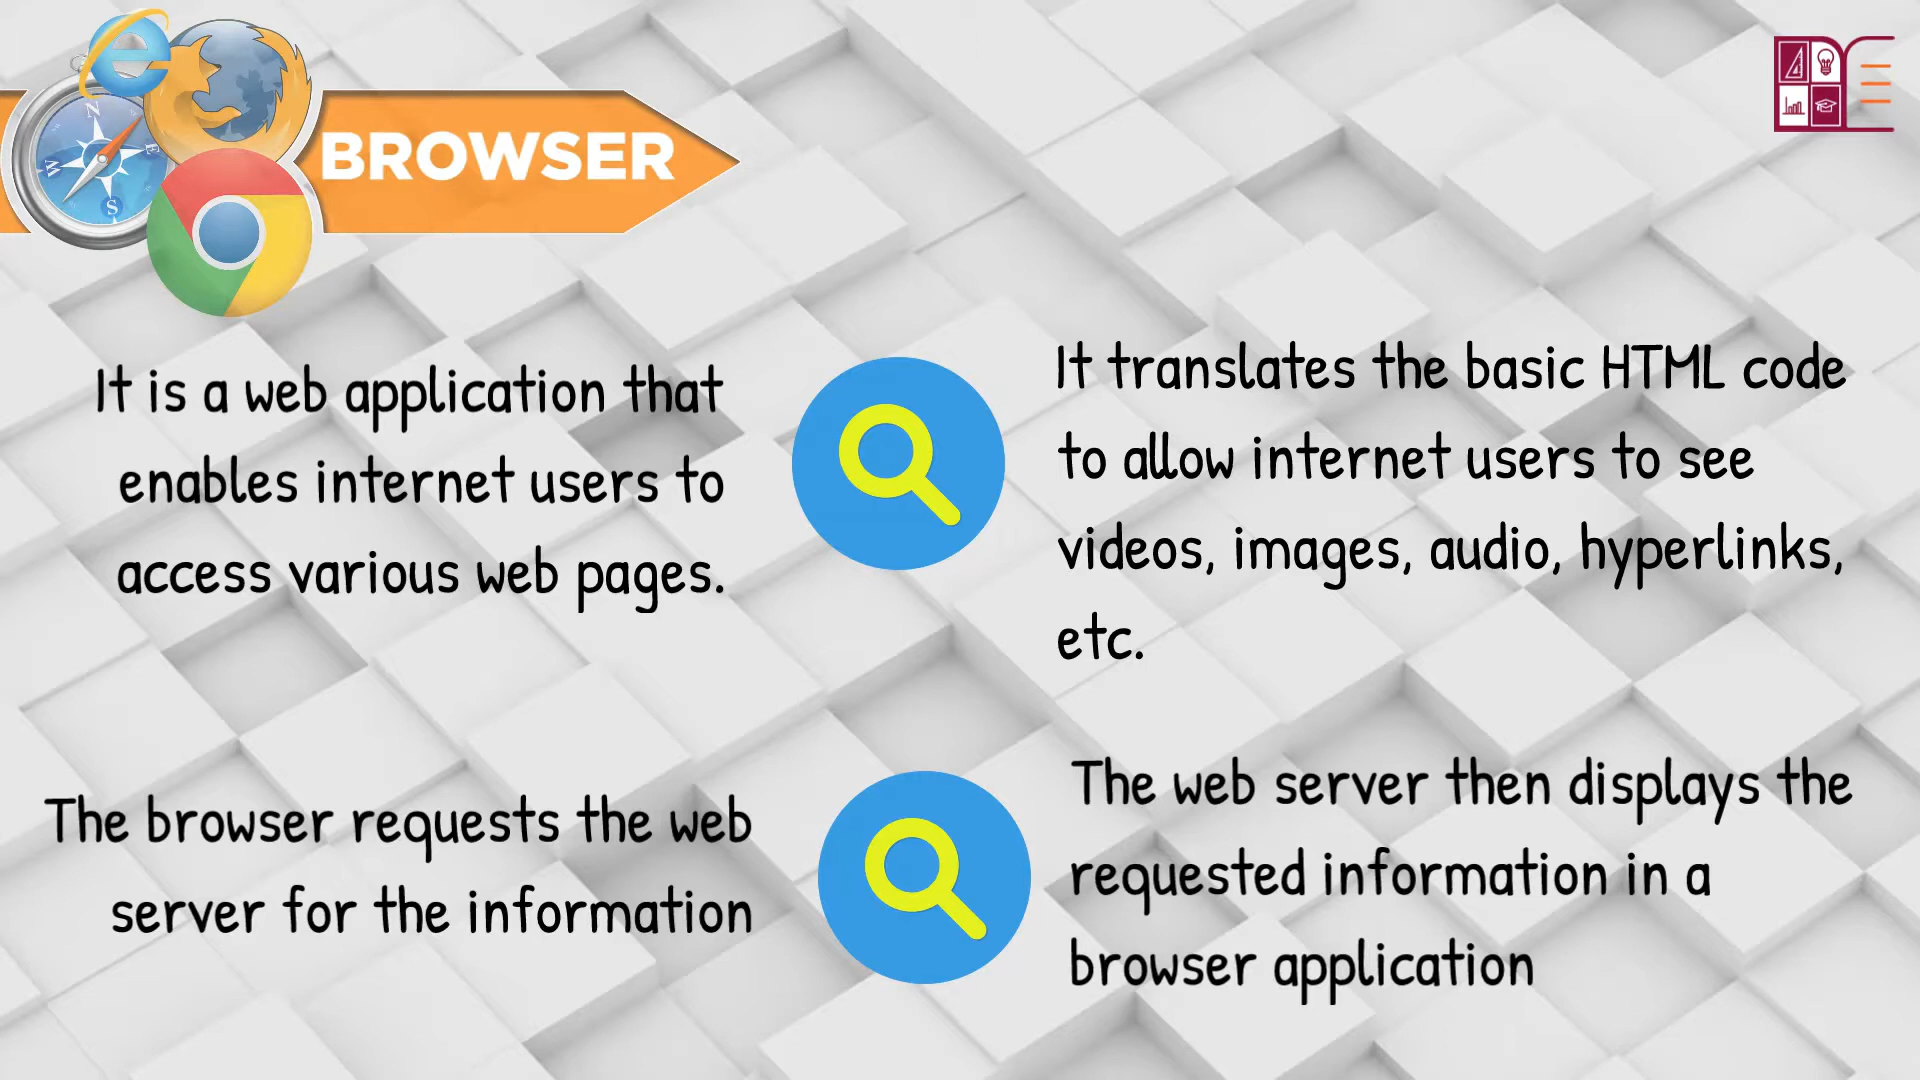 BROWSER
It is a web application that
enables internet users to
access various web pages.
It translates the basic HTML code
to allow internet users to see
videos, images, audio, hyperlinks,
etc.
The browser requests the web
server for the information
The web server then displays the
requested information in a
browser application